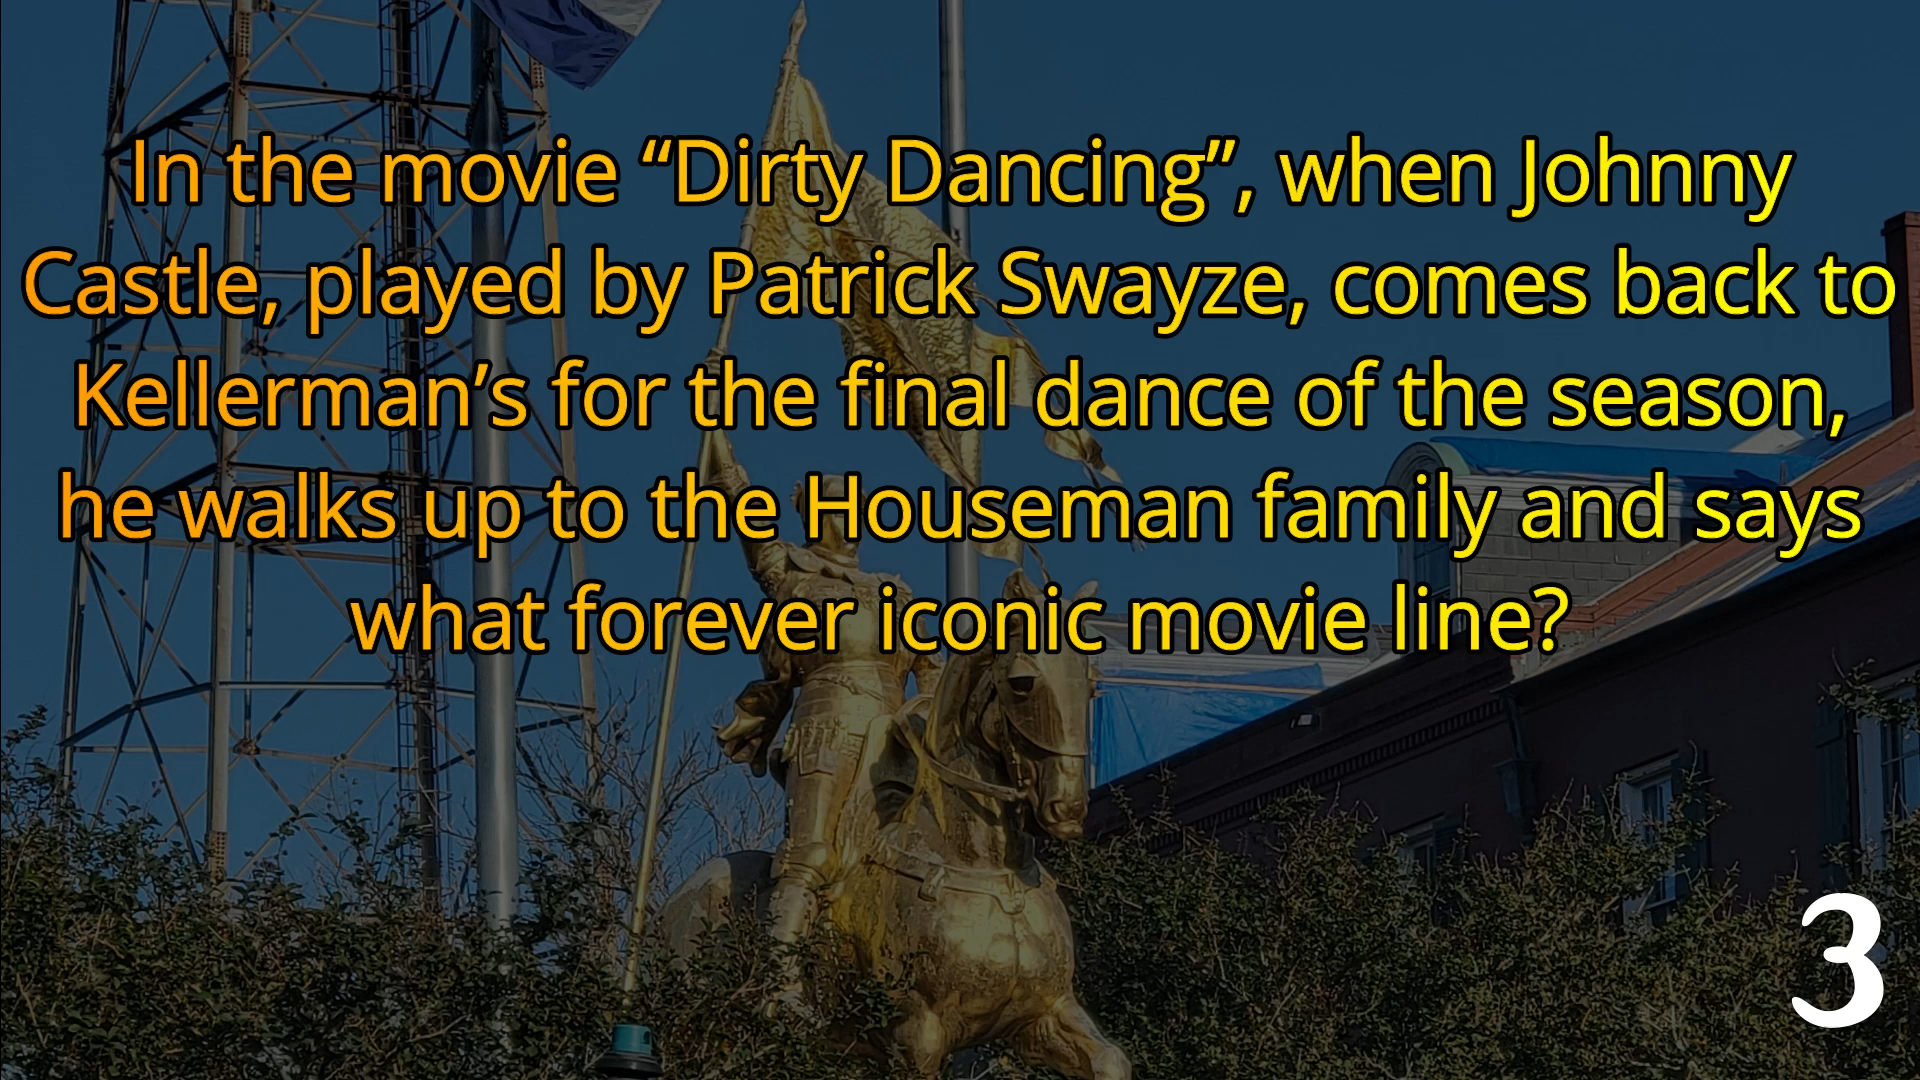 In the movie “Dirty Dancing”, when Johnny
Castle, played by Patrick Swayze, comes back to
Kellerman’s for the final dance of the season,
he walks up to the Houseman family and says
what forever iconic movie line?
3